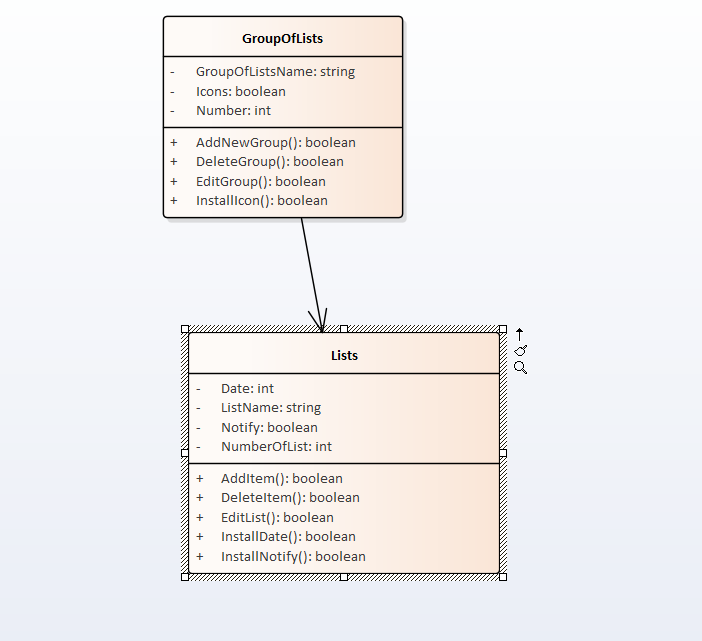 GroupOfLists
- GroupOfListsName: string
- Icons: boolean
- Number: int
+ AddNewGroup(): boolean
+ DeleteGroup(): boolean
+ EditGroup(): boolean
+ InstallIcon(): boolean
Lists
- Date: int
- ListName: string
- Notify: boolean
- NumberOfList: int
+ AddItem(): boolean
+ DeleteItem(): boolean
+ EditList(): boolean
+ InstallDate(): boolean
+ InstallNotify(): boolean